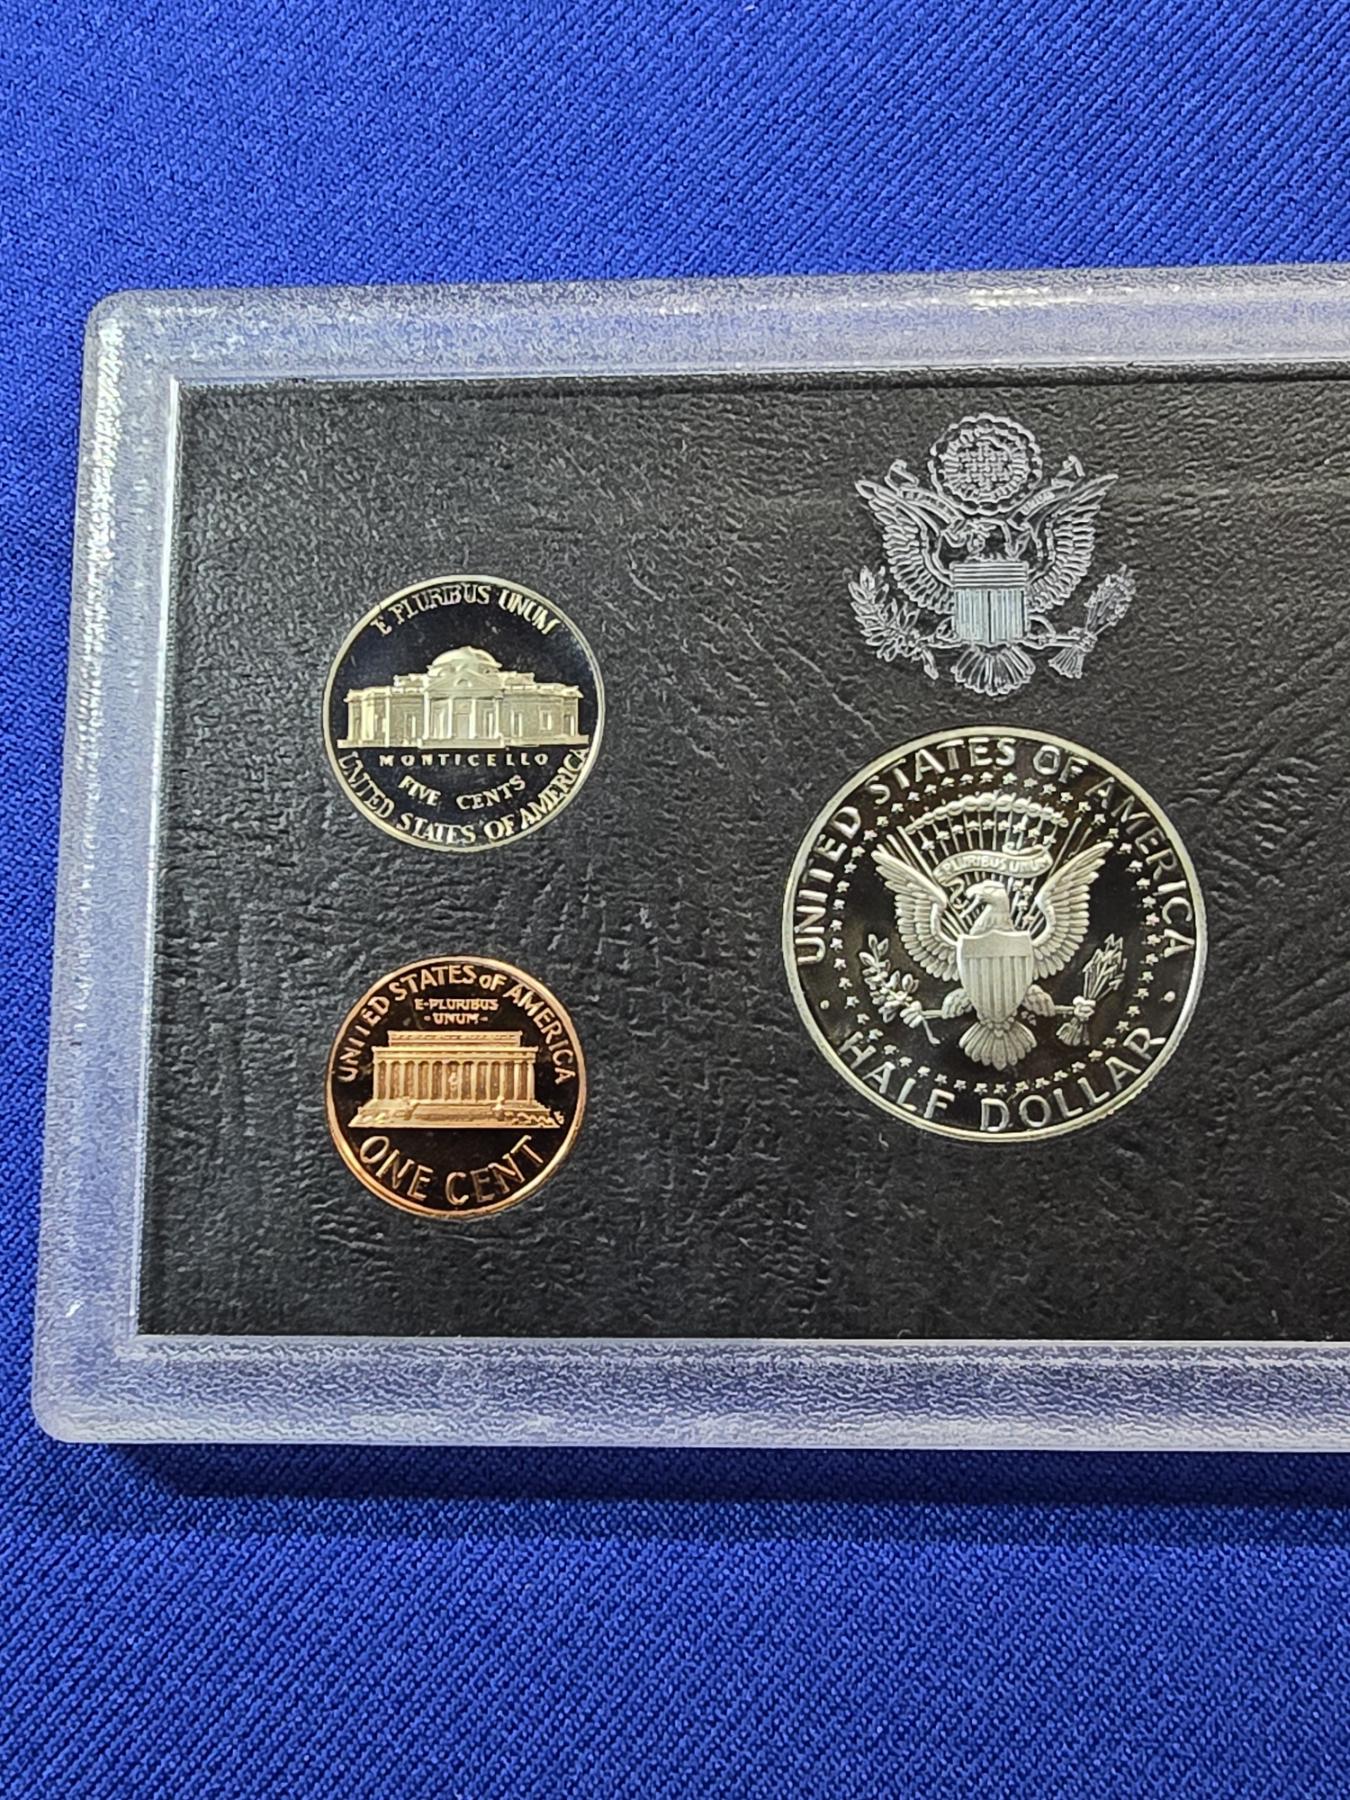 E PLURIBUS UNUM
MONTICELLO
FIVE CENTS
UNITED STATES OF AMERICA
UNITED STATES OF AMERICA
E·PLURIBUS
·UNUM·
ONE CENT
UNITED STATES OF AMERICA
E PLURIBUS UNUM
HALF DOLLAR